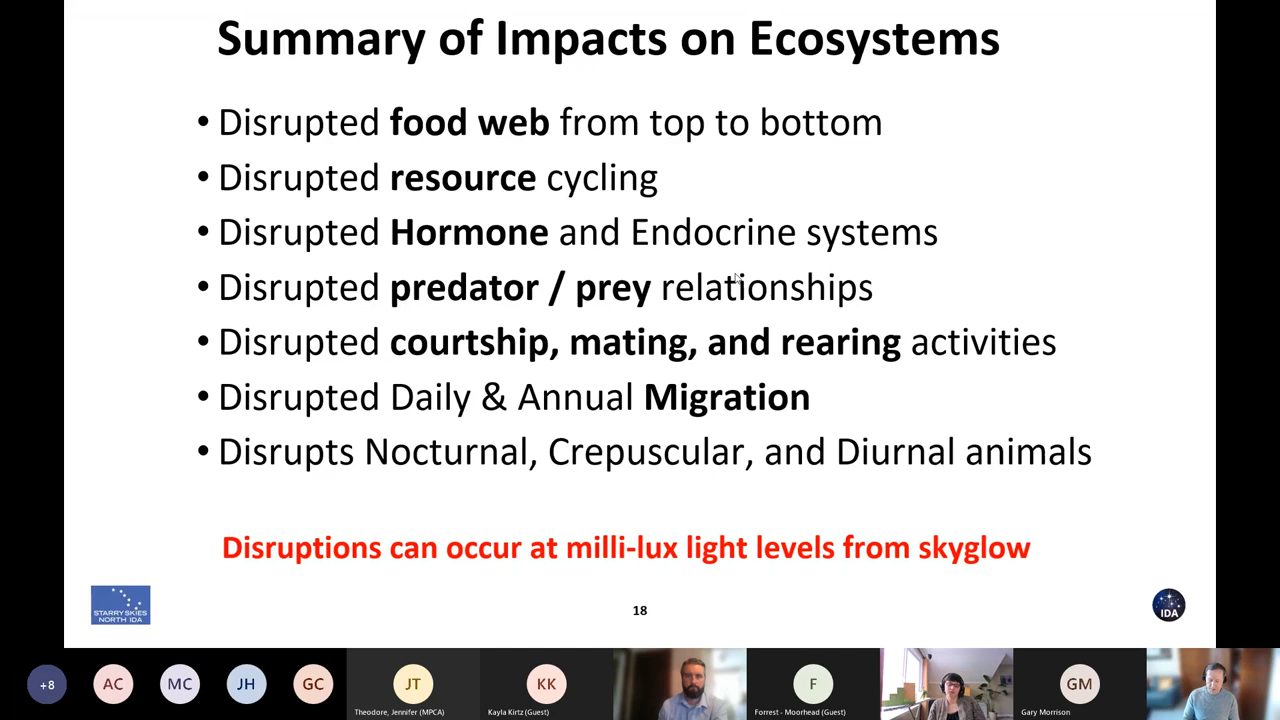 Summary of Impacts on Ecosystems
• Disrupted food web from top to bottom
• Disrupted resource cycling
• Disrupted Hormone and Endocrine systems
• Disrupted predator / prey relationships
• Disrupted courtship, mating, and rearing activities
• Disrupted Daily & Annual Migration
• Disrupts Nocturnal, Crepuscular, and Diurnal animals
Disruptions can occur at milli-lux light levels from skyglow
STARRY SKIES
NORTH IDA
18
IDA
+8
AC
MC
JH
GC
JT
KK
F
GM
Theodore, Jennifer (MPCA)
Kayla Kirtz (Guest)
Forrest - Moorhead (Guest)
Gary Morrison